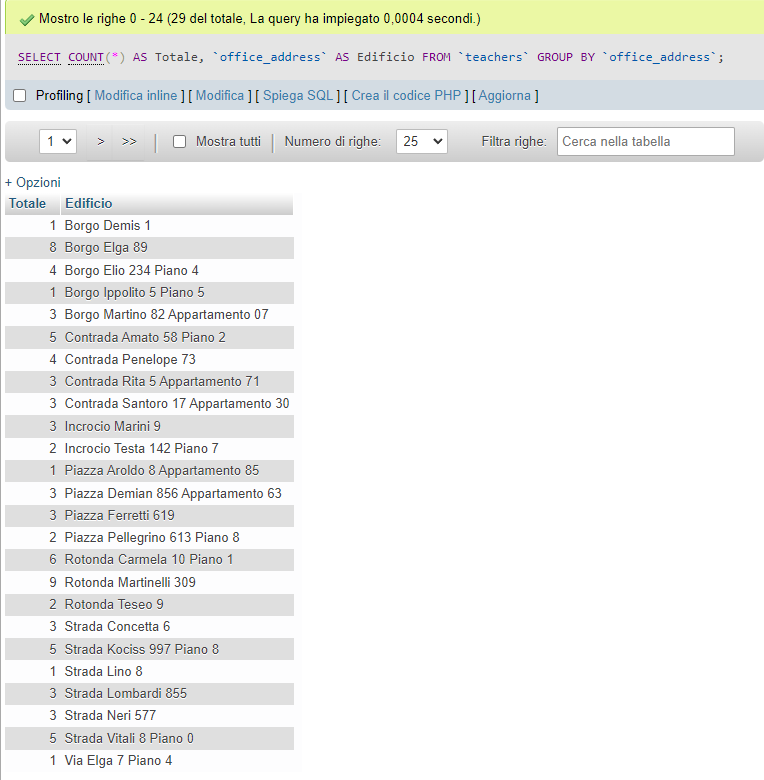 Mostro le righe 0 - 24 (29 del totale, La query ha impiegato 0,0004 secondi.)
SELECT COUNT(*) AS Totale, `office_address` AS Edificio FROM `teachers` GROUP BY `office_address`;
Profiling [ Modifica inline ] [ Modifica ] [ Spiega SQL ] [ Crea il codice PHP ] [ Aggiorna ]
1 > >> | Mostra tutti | Numero di righe: 25 Filtra righe: Cerca nella tabella
+ Opzioni
Totale Edificio
1 Borgo Demis 1
8 Borgo Elga 89
4 Borgo Elio 234 Piano 4
1 Borgo Ippolito 5 Piano 5
3 Borgo Martino 82 Appartamento 07
5 Contrada Amato 58 Piano 2
4 Contrada Penelope 73
3 Contrada Rita 5 Appartamento 71
3 Contrada Santoro 17 Appartamento 30
3 Incrocio Marini 9
2 Incrocio Testa 142 Piano 7
1 Piazza Aroldo 8 Appartamento 85
3 Piazza Demian 856 Appartamento 63
3 Piazza Ferretti 619
2 Piazza Pellegrino 613 Piano 8
6 Rotonda Carmela 10 Piano 1
9 Rotonda Martinelli 309
2 Rotonda Teseo 9
3 Strada Concetta 6
5 Strada Kociss 997 Piano 8
1 Strada Lino 8
3 Strada Lombardi 855
3 Strada Neri 577
5 Strada Vitali 8 Piano 0
1 Via Elga 7 Piano 4